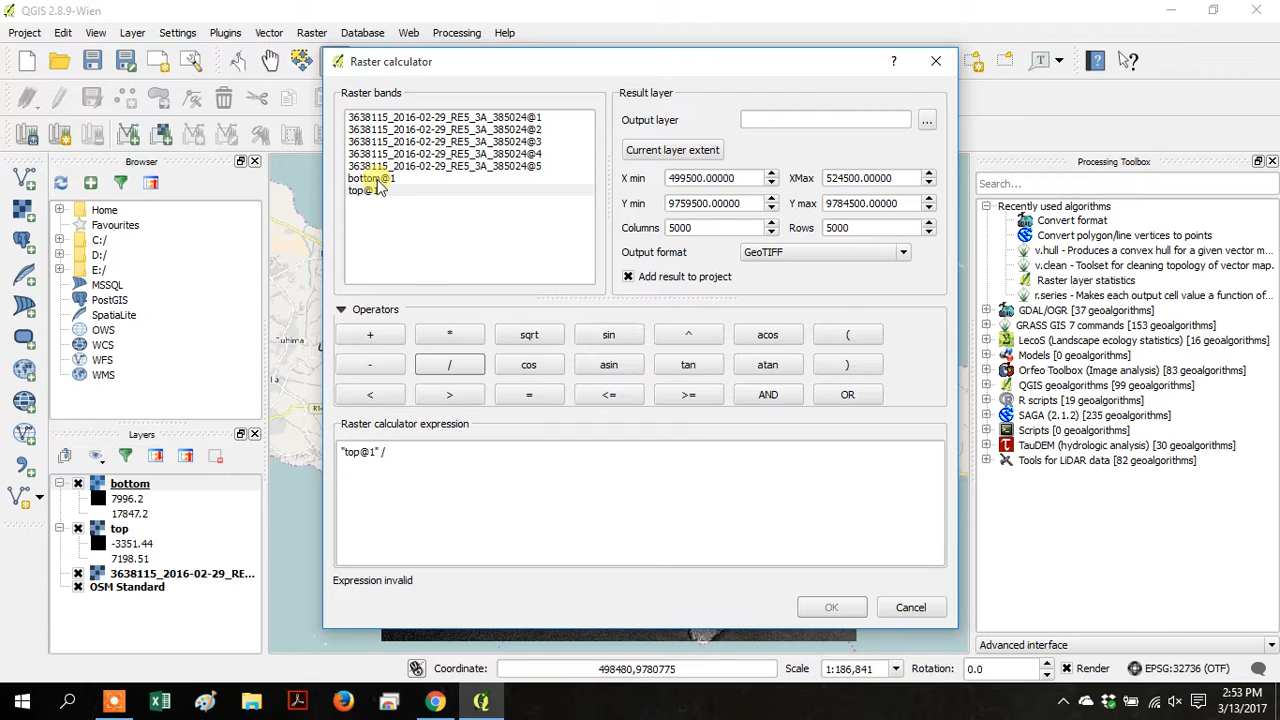 QGIS 2.8.9-Wien
Project Edit View Layer Settings Plugins Vector Raster Database Web Processing Help
T
Raster calculator
?
Raster bands
3638115_2016-02-29_RE5_3A_385024@1
3638115_2016-02-29_RE5_3A_385024@2
3638115_2016-02-29_RE5_3A_385024@3
3638115_2016-02-29_RE5_3A_385024@4
3638115_2016-02-29_RE5_3A_385024@5
bottom@1
top@1
Result layer
Output layer
...
Current layer extent
X min 499500.00000 XMax 524500.00000
Y min 9759500.00000 Y max 9784500.00000
Columns 5000 Rows 5000
Output format GeoTIFF
Add result to project
Operators
+ * sqrt sin ^ acos (
- / cos asin tan atan )
< > = <= >= AND OR
Raster calculator expression
"top@1" /
Expression invalid
OK Cancel
Browser
Home
Favourites
C:/
D:/
E:/
MSSQL
PostGIS
SpatiaLite
OWS
WCS
WFS
WMS
Layers
bottom
7996.2
17847.2
top
-3351.44
7198.51
3638115_2016-02-29_RE...
OSM Standard
Cuhima
R14
Processing Toolbox
Search...
Recently used algorithms
Convert format
Convert polygon/line vertices to points
v.hull - Produces a convex hull for a given vector m...
v.clean - Toolset for cleaning topology of vector map.
Raster layer statistics
r.series - Makes each output cell value a function of...
GDAL/OGR [37 geoalgorithms]
GRASS GIS 7 commands [153 geoalgorithms]
LecoS (Landscape ecology statistics) [16 geoalgorithms]
Models [0 geoalgorithms]
Orfeo Toolbox (Image analysis) [83 geoalgorithms]
QGIS geoalgorithms [99 geoalgorithms]
R scripts [19 geoalgorithms]
SAGA (2.1.2) [235 geoalgorithms]
Scripts [0 geoalgorithms]
TauDEM (hydrologic analysis) [30 geoalgorithms]
Tools for LiDAR data [82 geoalgorithms]
Advanced interface
Coordinate: 498480,9780775 Scale 1:186,841 Rotation: 0.0 Render EPSG:32736 (OTF)
2:53 PM
3/13/2017